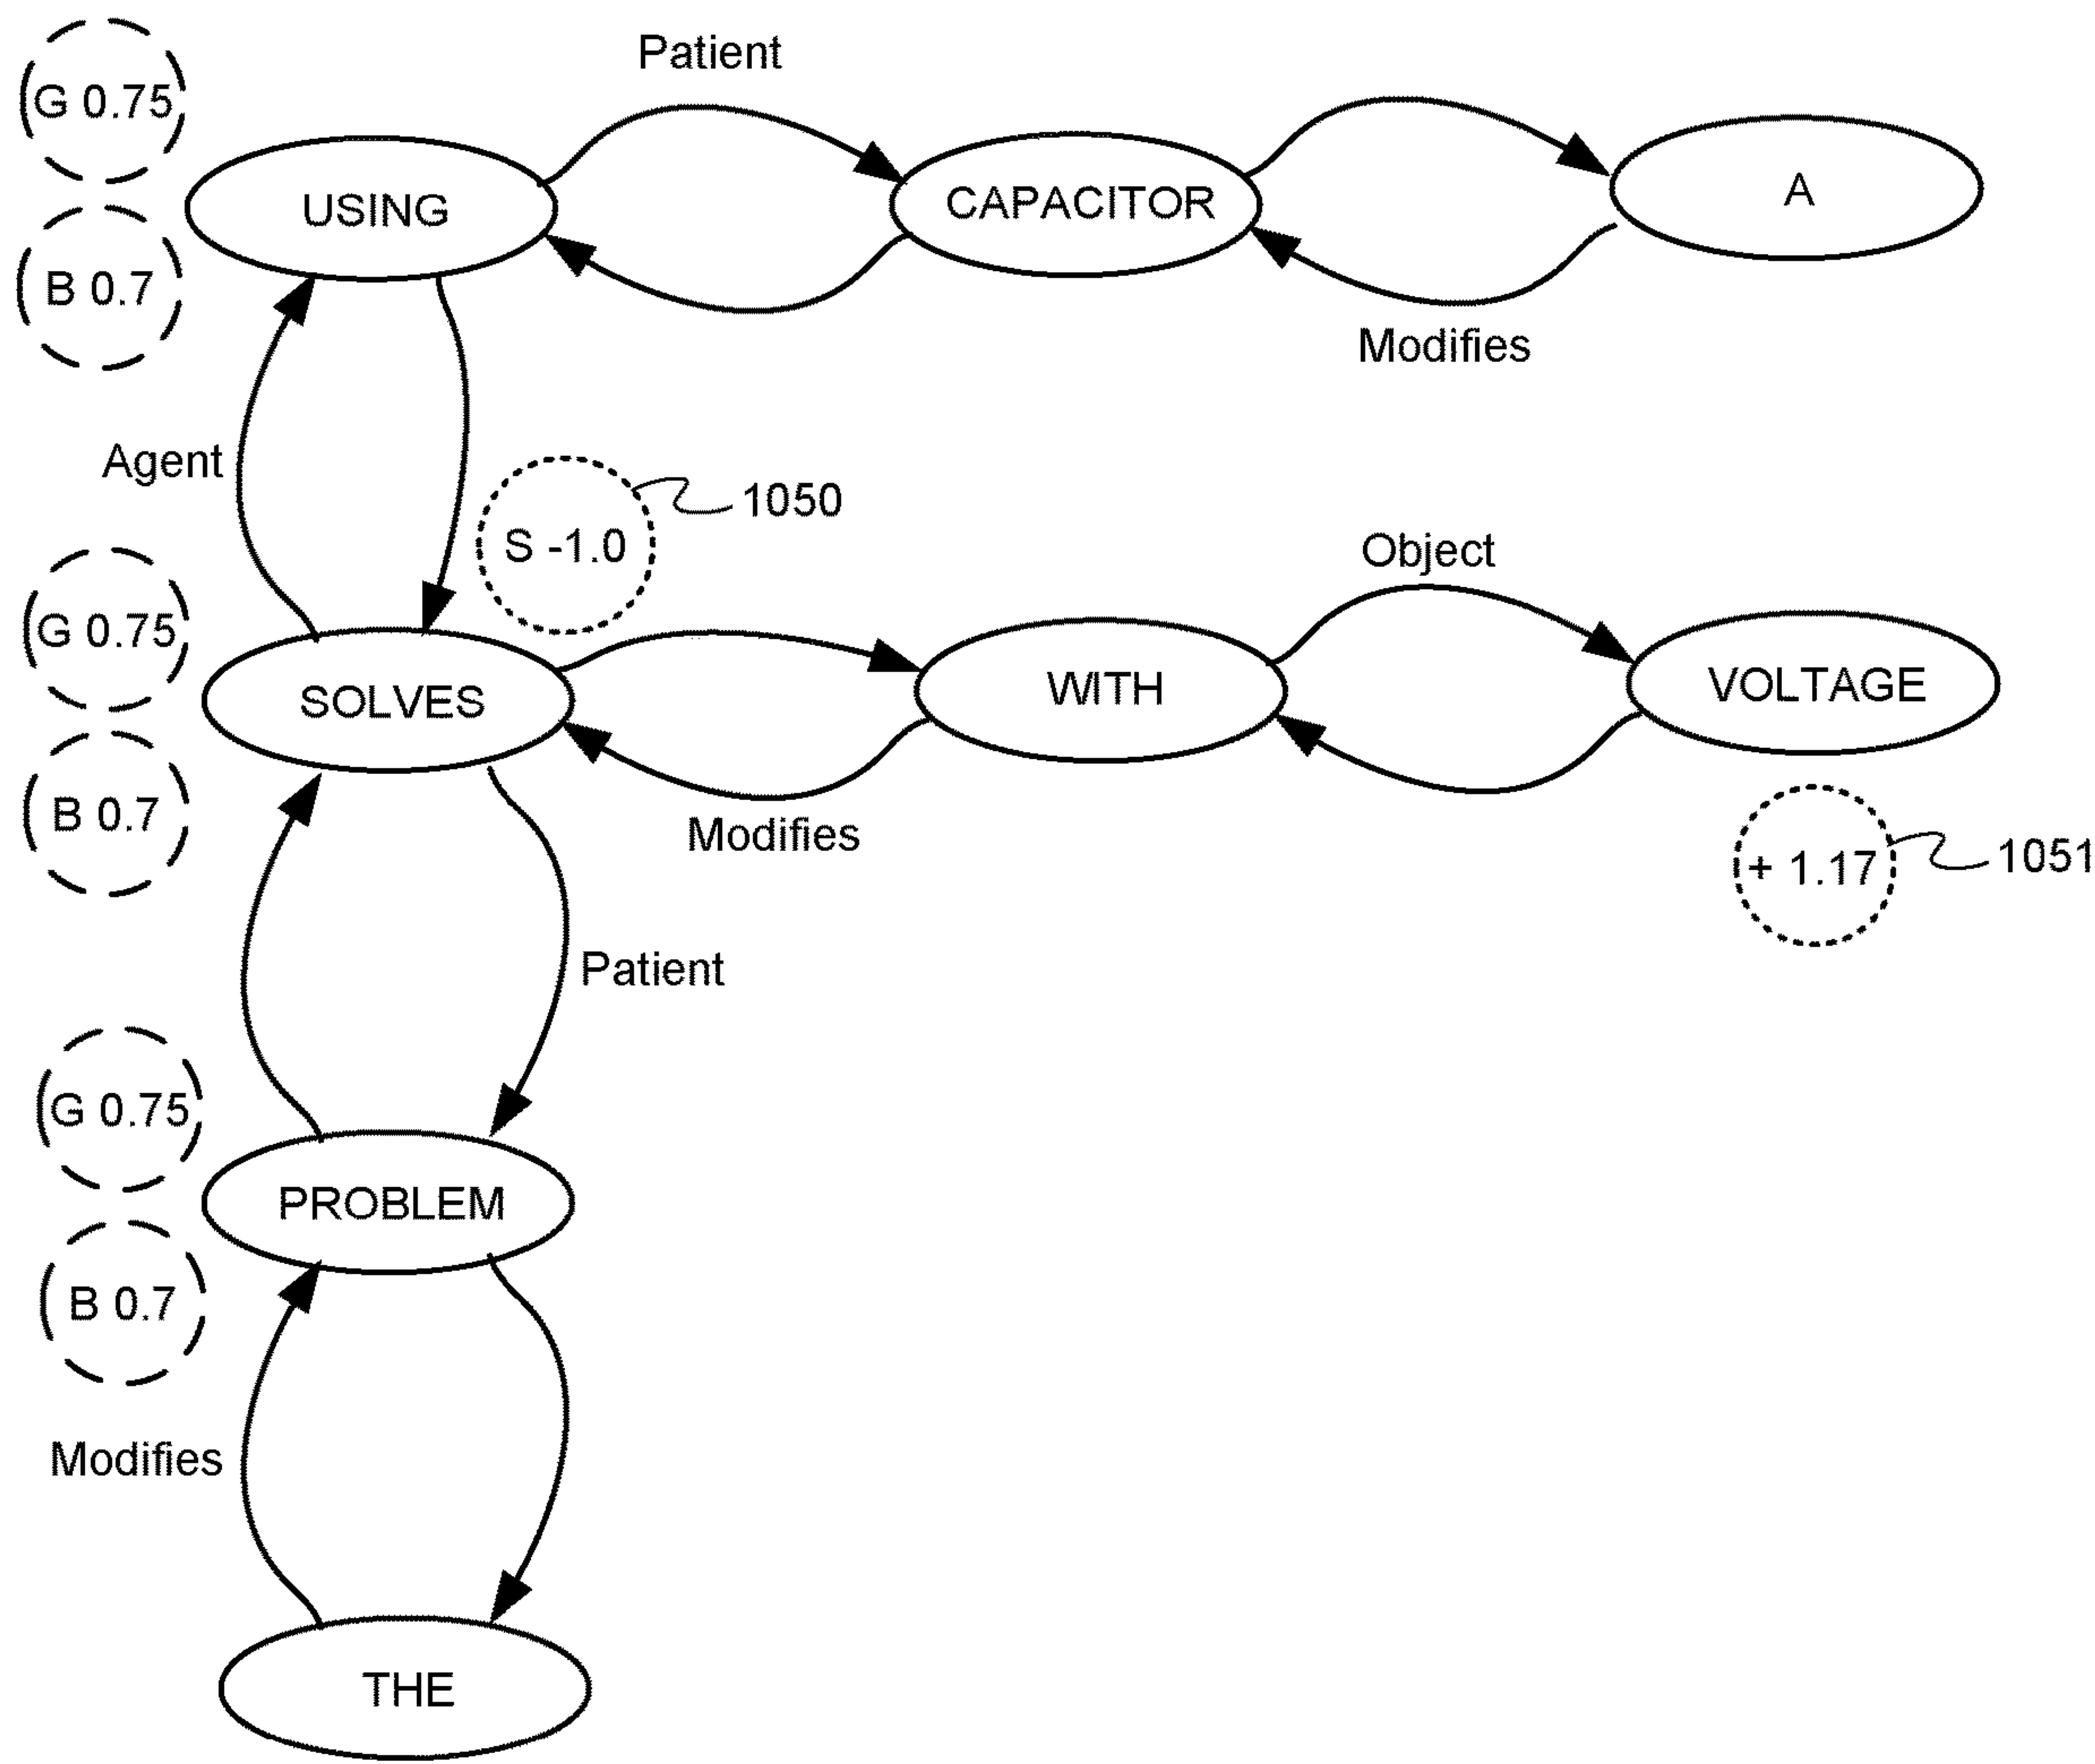 Patient
G 0.75
USING
CAPACITOR
A
B 0.7
Modifies
Agent
1050
S -1.0
Object
G 0.75
SOLVES
WITH
VOLTAGE
B 0.7
Modifies
+ 1.17
1051
Patient
G 0.75
PROBLEM
B 0.7
Modifies
THE